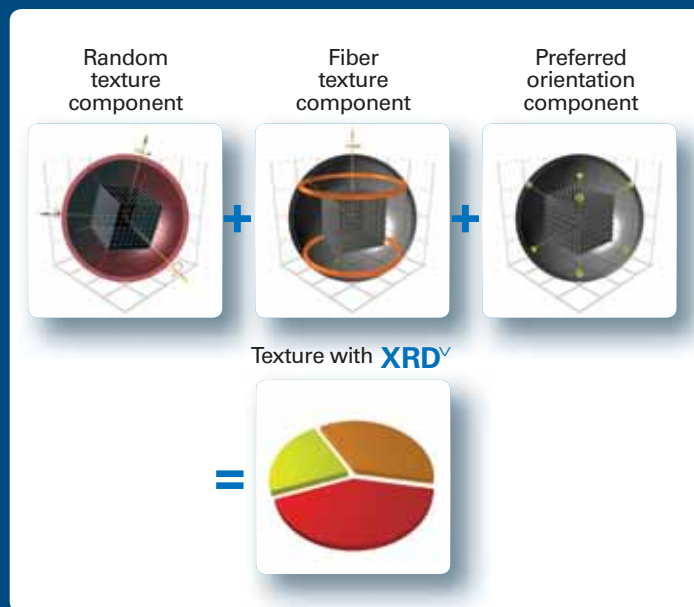 Random
texture
component
Fiber
texture
component
Preferred
orientation
component
+
+
Texture with XRD√
=